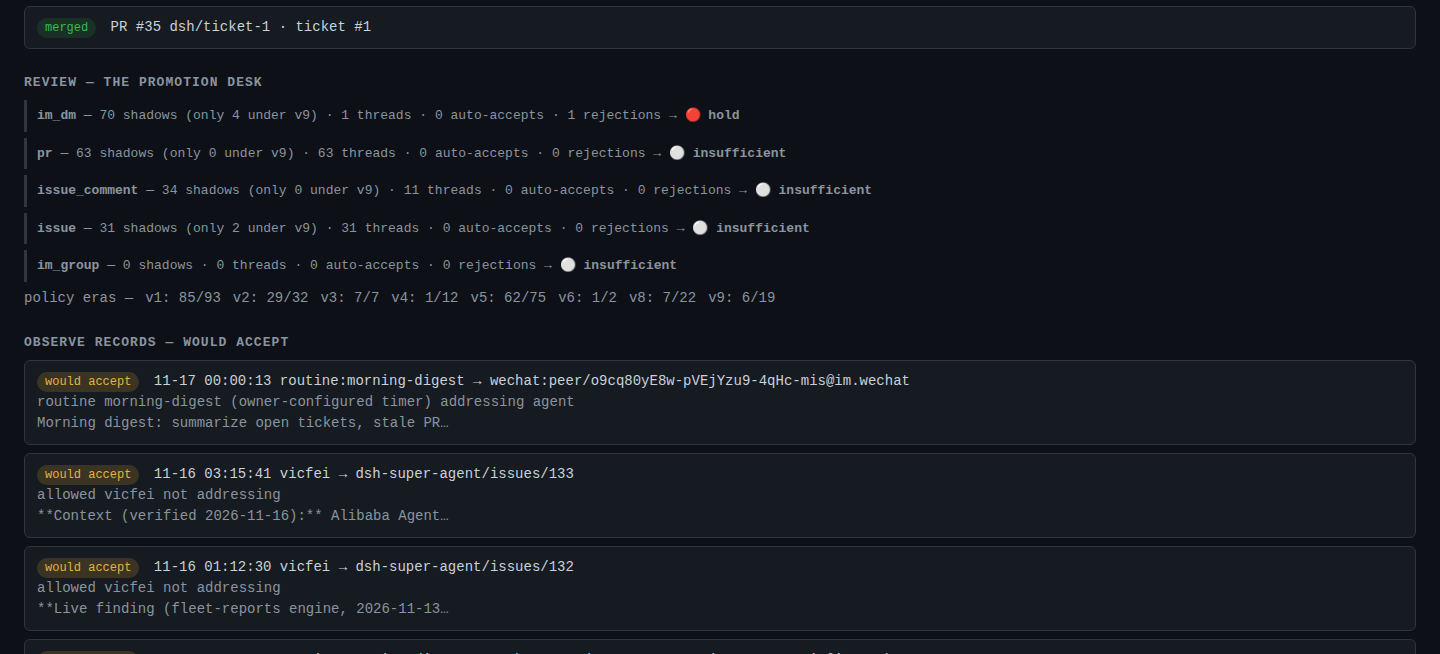 merged PR #35 dsh/ticket-1 · ticket #1
REVIEW — THE PROMOTION DESK
im_dm — 70 shadows (only 4 under v9) · 1 threads · 0 auto-accepts · 1 rejections → 🔴 hold
pr — 63 shadows (only 0 under v9) · 63 threads · 0 auto-accepts · 0 rejections → ⚪ insufficient
issue_comment — 34 shadows (only 0 under v9) · 11 threads · 0 auto-accepts · 0 rejections → ⚪ insufficient
issue — 31 shadows (only 2 under v9) · 31 threads · 0 auto-accepts · 0 rejections → ⚪ insufficient
im_group — 0 shadows · 0 threads · 0 auto-accepts · 0 rejections → ⚪ insufficient
policy eras — v1: 85/93 v2: 29/32 v3: 7/7 v4: 1/12 v5: 62/75 v6: 1/2 v8: 7/22 v9: 6/19
OBSERVE RECORDS — WOULD ACCEPT
would accept 11-17 00:00:13 routine:morning-digest → wechat:peer/o9cq80yE8w-pVEjYzu9-4qHc-mis@im.wechat
routine morning-digest (owner-configured timer) addressing agent
Morning digest: summarize open tickets, stale PR…
would accept 11-16 03:15:41 vicfei → dsh-super-agent/issues/133
allowed vicfei not addressing
**Context (verified 2026-11-16):** Alibaba Agent…
would accept 11-16 01:12:30 vicfei → dsh-super-agent/issues/132
allowed vicfei not addressing
**Live finding (fleet-reports engine, 2026-11-13…